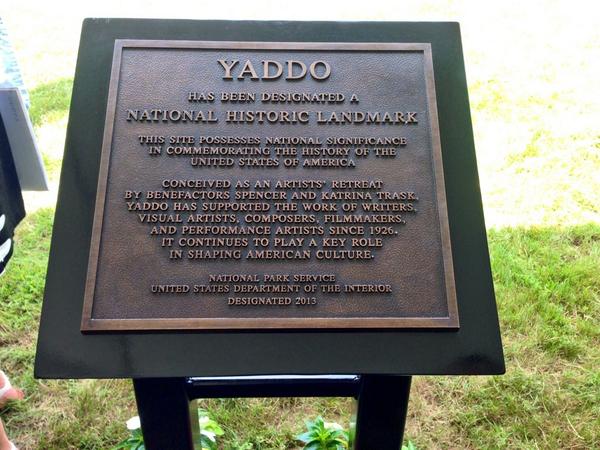 YADDO
HAS BEEN DESIGNATED A
NATIONAL HISTORIC LANDMARK
THIS SITE POSSESSES NATIONAL SIGNIFICANCE
IN COMMEMORATING THE HISTORY OF THE
UNITED STATES OF AMERICA
CONCEIVED AS AN ARTISTS' RETREAT
BY BENEFACTORS SPENCER AND KATRINA TRASK,
YADDO HAS SUPPORTED THE WORK OF WRITERS,
VISUAL ARTISTS, COMPOSERS, FILMMAKERS,
AND PERFORMANCE ARTISTS SINCE 1926.
IT CONTINUES TO PLAY A KEY ROLE
IN SHAPING AMERICAN CULTURE.
NATIONAL PARK SERVICE
UNITED STATES DEPARTMENT OF THE INTERIOR
DESIGNATED 2013